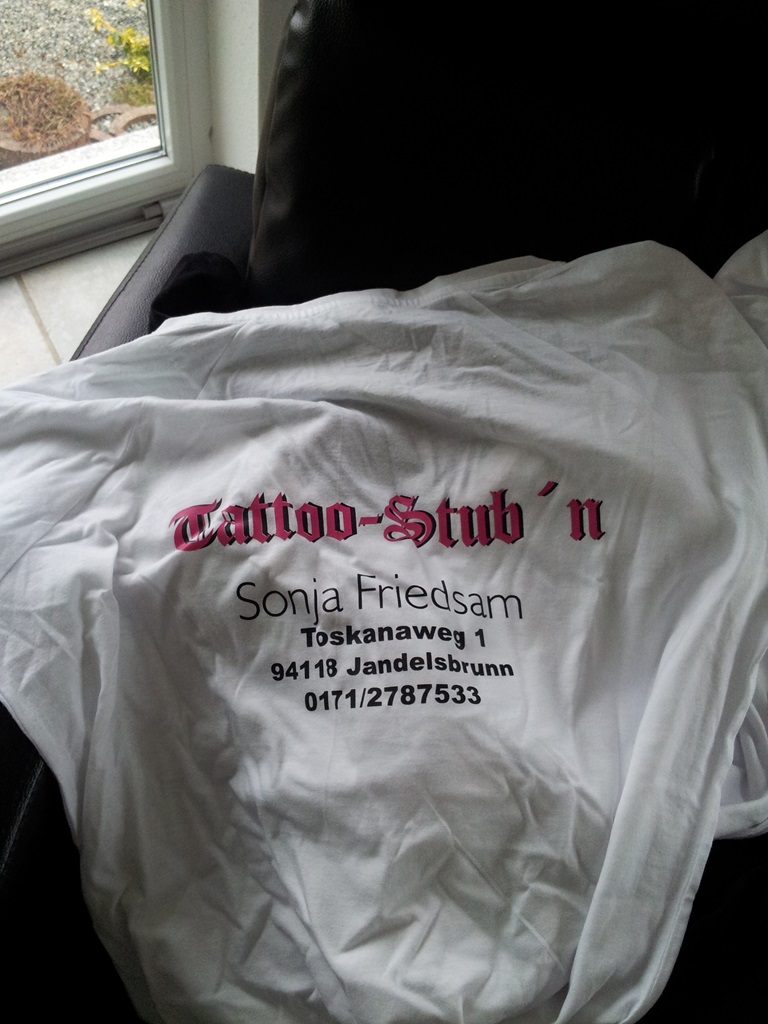 Tattoo-Stub´n
Sonja Friedsam
Toskanaweg 1
94118 Jandelsbrunn
0171/2787533